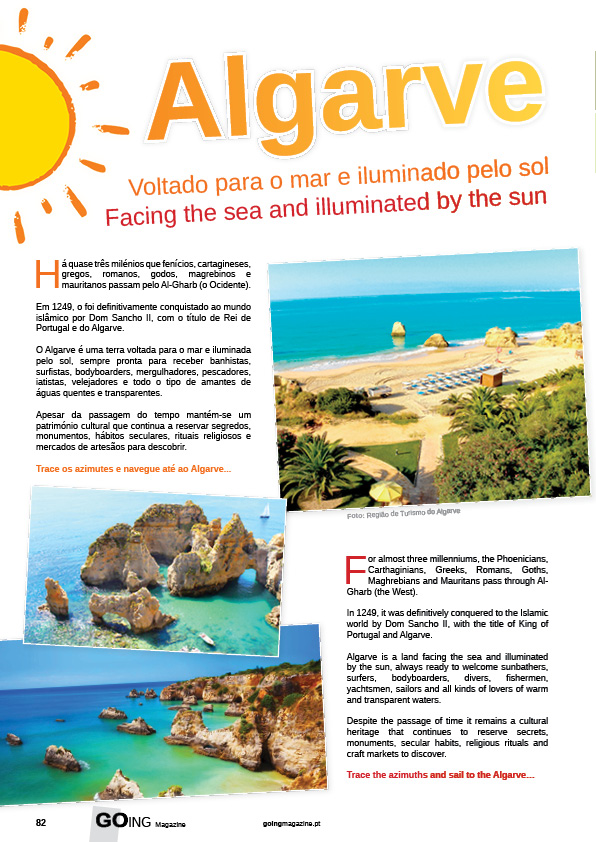 Algarve
Voltado para o mar e iluminado pelo sol
Facing the sea and illuminated by the sun
Há quase três milénios que fenícios, cartagineses,
gregos, romanos, godos, magrebinos e
mauritanos passam pelo Al-Gharb (o Ocidente).
Em 1249, o foi definitivamente conquistado ao mundo
islâmico por Dom Sancho II, com o título de Rei de
Portugal e do Algarve.
O Algarve é uma terra voltada para o mar e iluminada
pelo sol, sempre pronta para receber banhistas,
surfistas, bodyboarders, mergulhadores, pescadores,
iatistas, velejadores e todo o tipo de amantes de
águas quentes e transparentes.
Apesar da passagem do tempo mantém-se um
património cultural que continua a reservar segredos,
monumentos, hábitos seculares, rituais religiosos e
mercados de artesãos para descobrir.
Trace os azimutes e navegue até ao Algarve...
Foto: Região de Turismo do Algarve
For almost three millenniums, the Phoenicians,
Carthaginians, Greeks, Romans, Goths,
Maghrebians and Mauritans pass through Al-
Gharb (the West).
In 1249, it was definitively conquered to the Islamic
world by Dom Sancho II, with the title of King of
Portugal and Algarve.
Algarve is a land facing the sea and illuminated
by the sun, always ready to welcome sunbathers,
surfers, bodyboarders, divers, fishermen,
yachtsmen, sailors and all kinds of lovers of warm
and transparent waters.
Despite the passage of time it remains a cultural
heritage that continues to reserve secrets,
monuments, secular habits, religious rituals and
craft markets to discover.
Trace the azimuths and sail to the Algarve...
82 GOING Magazine goingmagazine.pt